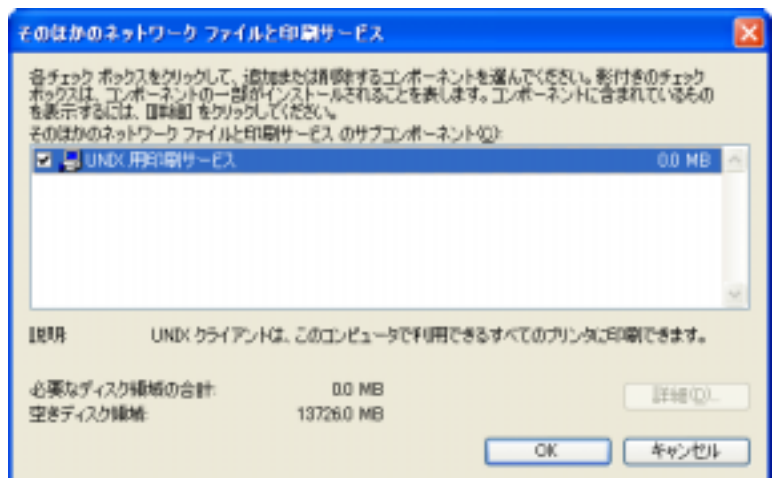 そのほかのネットワーク ファイルと印刷サービス
各チェック ボックスをクリックして、追加または削除するコンポーネントを選んでください。影付きのチェック
ボックスは、コンポーネントの一部がインストールされることを表します。コンポーネントに含まれているもの
を表示するには、[詳細] をクリックしてください。
そのほかのネットワーク ファイルと印刷サービス のサブコンポーネント(C):
UNIX 用印刷サービス 0.0 MB
説明: UNIX クライアントは、このコンピュータで利用できるすべてのプリンタに印刷できます。
必要なディスク領域の合計: 0.0 MB
空きディスク領域: 13726.0 MB
詳細(D)...
OK キャンセル